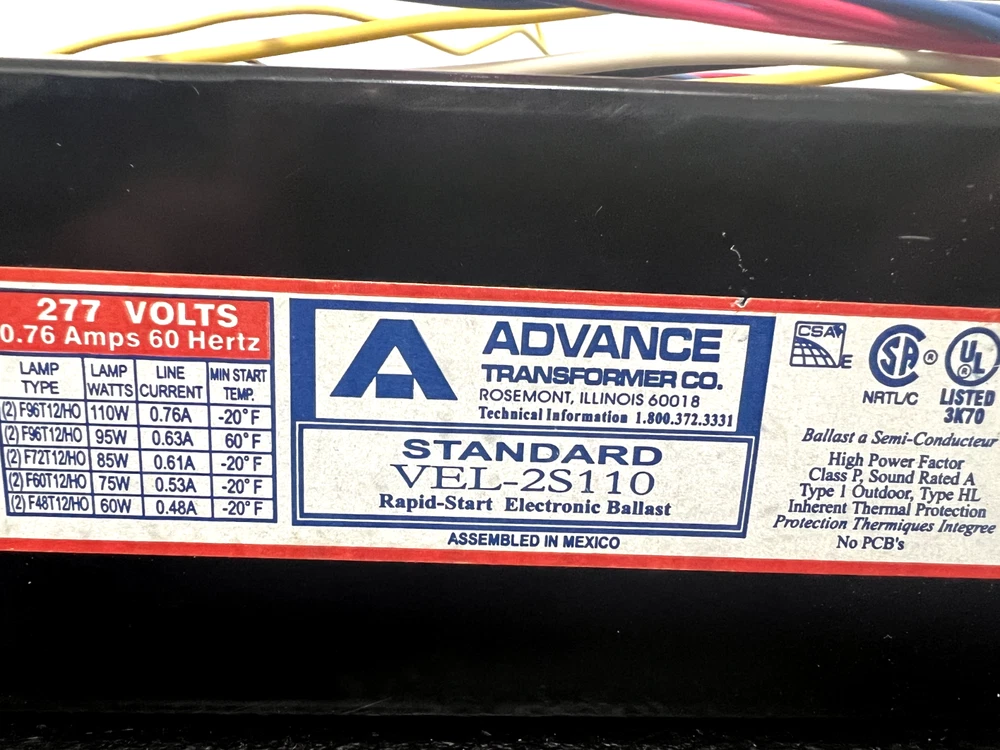 277 VOLTS
0.76 Amps 60 Hertz
LAMP TYPE LAMP WATTS LINE CURRENT MIN START TEMP.
(2) F96T12/HO 110W 0.76A -20° F
(2) F96T12/HO 95W 0.63A 60° F
(2) F72T12/HO 85W 0.61A -20° F
(2) F60T12/HO 75W 0.53A -20° F
(2) F48T12/HO 60W 0.48A -20° F
A
ADVANCE
TRANSFORMER CO.
ROSEMONT, ILLINOIS 60018
Technical Information 1.800.372.3331
STANDARD
VEL-2S110
Rapid-Start Electronic Ballast
ASSEMBLED IN MEXICO
CSA E
SA ®
NRTL/C
UL ®
LISTED
3K70
Ballast a Semi-Conducteur
High Power Factor
Class P, Sound Rated A
Type 1 Outdoor, Type HL
Inherent Thermal Protection
Protection Thermiques Integree
No PCB's